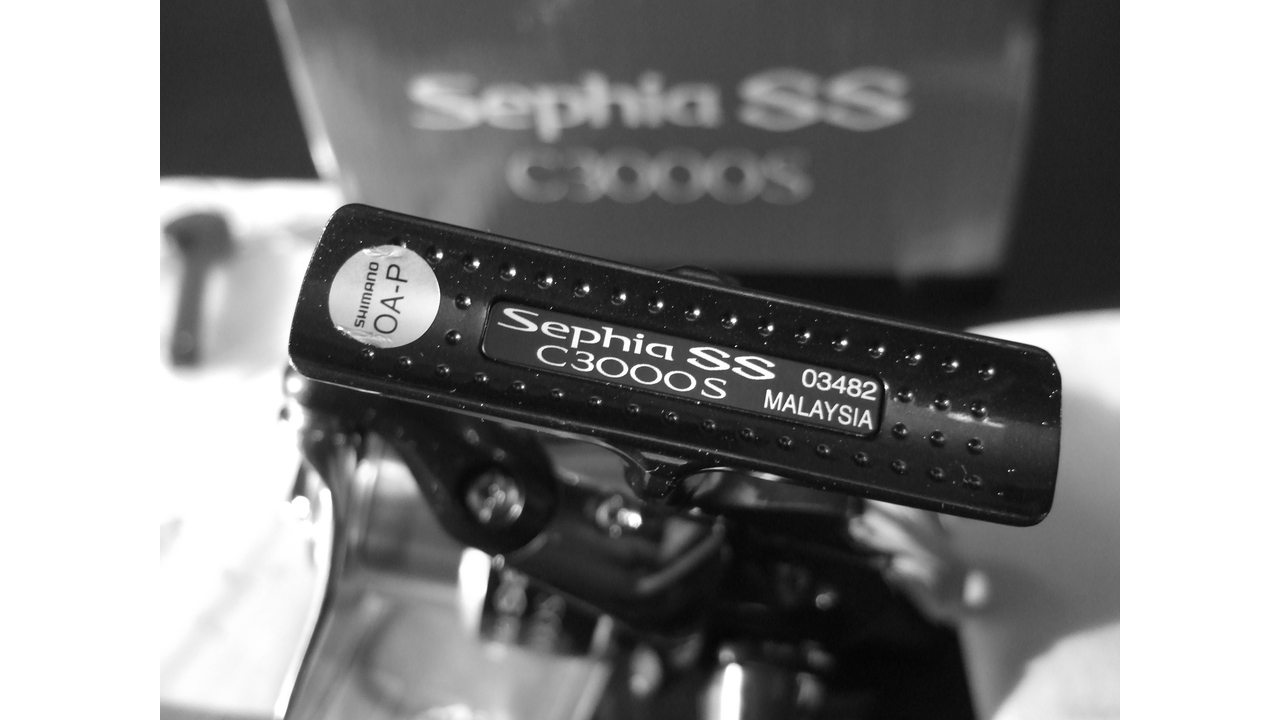 Sephia SS
C3000S
SHIMANO
OA-P
Sephia SS
C3000S
03482
MALAYSIA